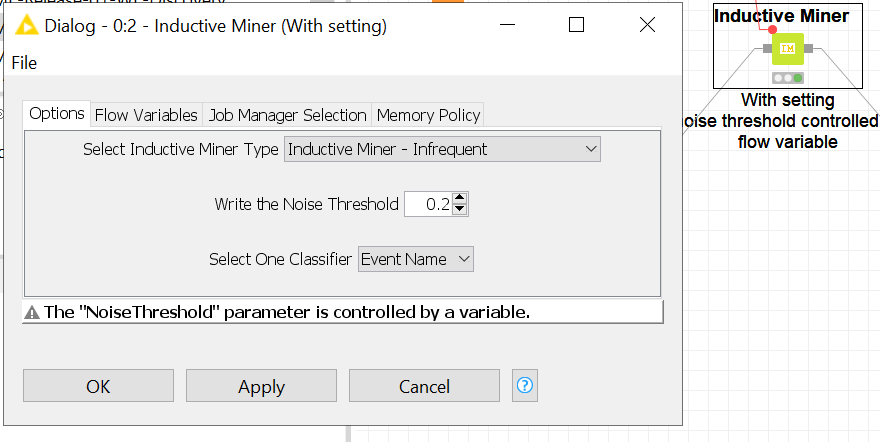 Dialog - 0:2 - Inductive Miner (With setting)
File
Options
Flow Variables
Job Manager Selection
Memory Policy
Select Inductive Miner Type
Inductive Miner - Infrequent
Write the Noise Threshold
0.2
Select One Classifier
Event Name
The "NoiseThreshold" parameter is controlled by a variable.
OK
Apply
Cancel
?
Inductive Miner
IM
With setting
oise threshold controlled
flow variable